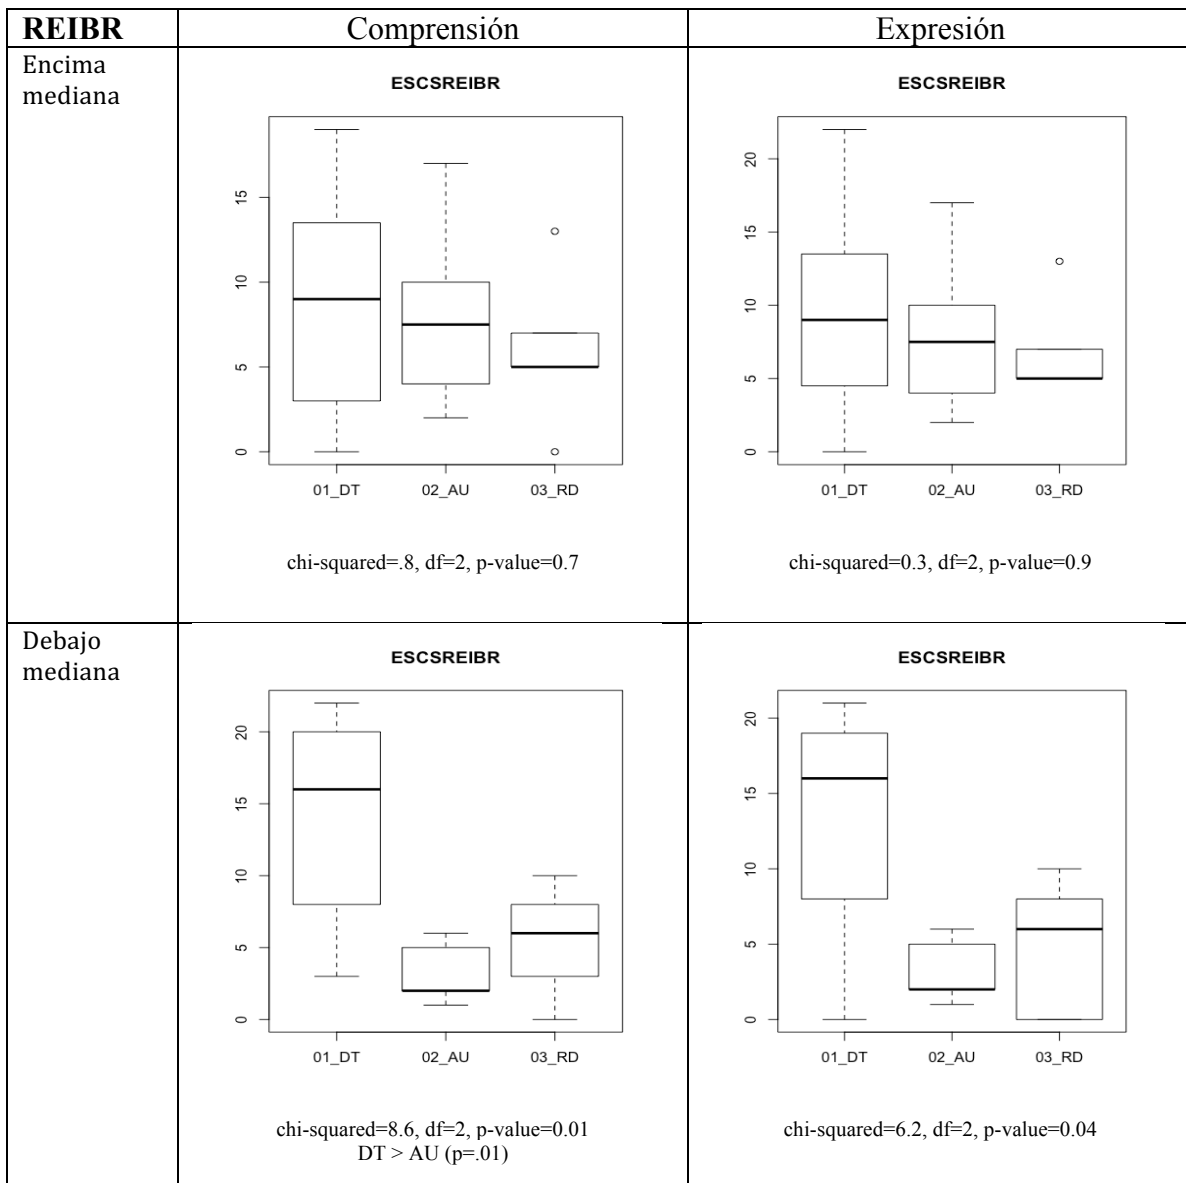 REIBR Comprensión Expresión
Encima
mediana
ESCSREIBR
15
10
5
0
01_DT 02_AU 03_RD
chi-squared=.8, df=2, p-value=0.7
ESCSREIBR
20
15
10
5
0
01_DT 02_AU 03_RD
chi-squared=0.3, df=2, p-value=0.9
Debajo
mediana
ESCSREIBR
20
15
10
5
0
01_DT 02_AU 03_RD
chi-squared=8.6, df=2, p-value=0.01
DT > AU (p=.01)
ESCSREIBR
20
15
10
5
0
01_DT 02_AU 03_RD
chi-squared=6.2, df=2, p-value=0.04